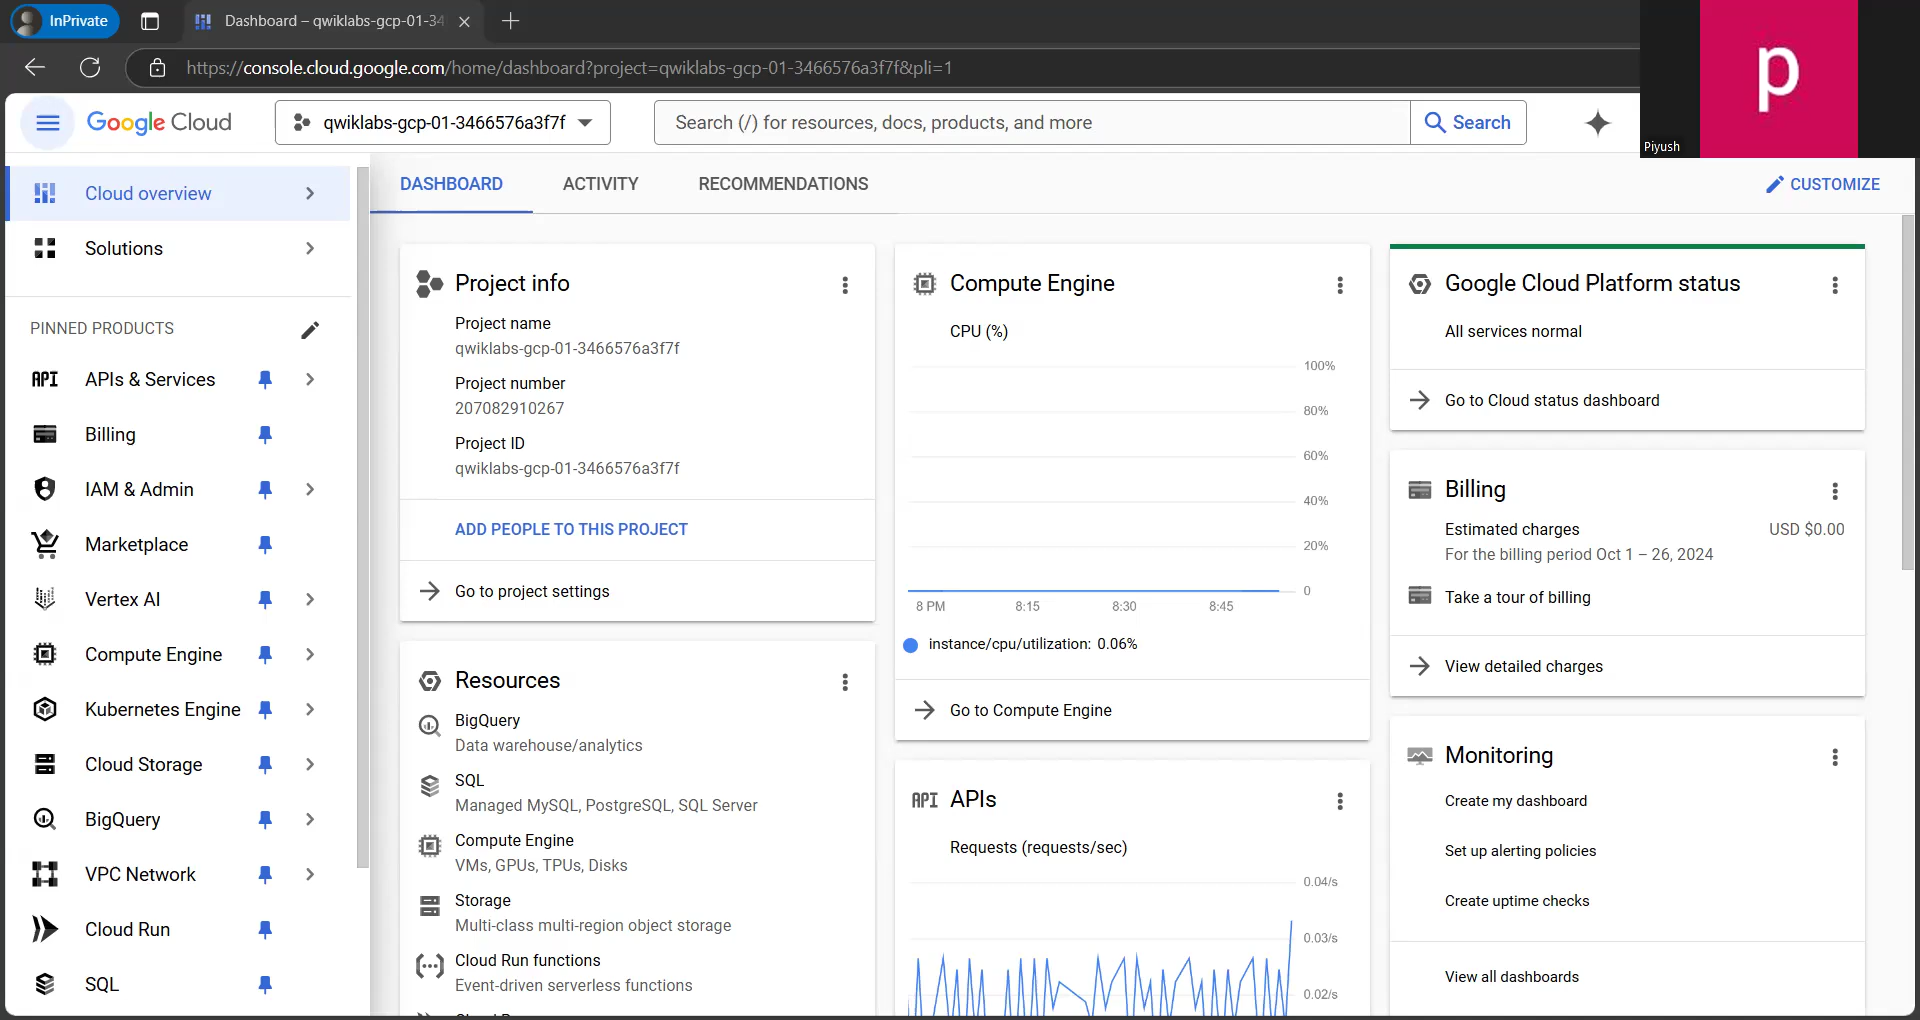 InPrivate
Dashboard – qwiklabs-gcp-01-34
https://console.cloud.google.com/home/dashboard?project=qwiklabs-gcp-01-3466576a3f7f&pli=1
p
Piyush
Google Cloud
qwiklabs-gcp-01-3466576a3f7f
Search (/) for resources, docs, products, and more
Search
Cloud overview
Solutions
PINNED PRODUCTS
API APIs & Services
Billing
IAM & Admin
Marketplace
Vertex AI
Compute Engine
Kubernetes Engine
Cloud Storage
BigQuery
VPC Network
Cloud Run
SQL
DASHBOARD
ACTIVITY
RECOMMENDATIONS
CUSTOMIZE
Project info
Project name
qwiklabs-gcp-01-3466576a3f7f
Project number
207082910267
Project ID
qwiklabs-gcp-01-3466576a3f7f
ADD PEOPLE TO THIS PROJECT
Go to project settings
Resources
BigQuery
Data warehouse/analytics
SQL
Managed MySQL, PostgreSQL, SQL Server
Compute Engine
VMs, GPUs, TPUs, Disks
Storage
Multi-class multi-region object storage
Cloud Run functions
Event-driven serverless functions
Compute Engine
CPU (%)
100%
80%
60%
40%
20%
0
8 PM 8:15 8:30 8:45
instance/cpu/utilization: 0.06%
Go to Compute Engine
API APIs
Requests (requests/sec)
0.04/s
0.03/s
0.02/s
Google Cloud Platform status
All services normal
Go to Cloud status dashboard
Billing
Estimated charges USD $0.00
For the billing period Oct 1 – 26, 2024
Take a tour of billing
View detailed charges
Monitoring
Create my dashboard
Set up alerting policies
Create uptime checks
View all dashboards